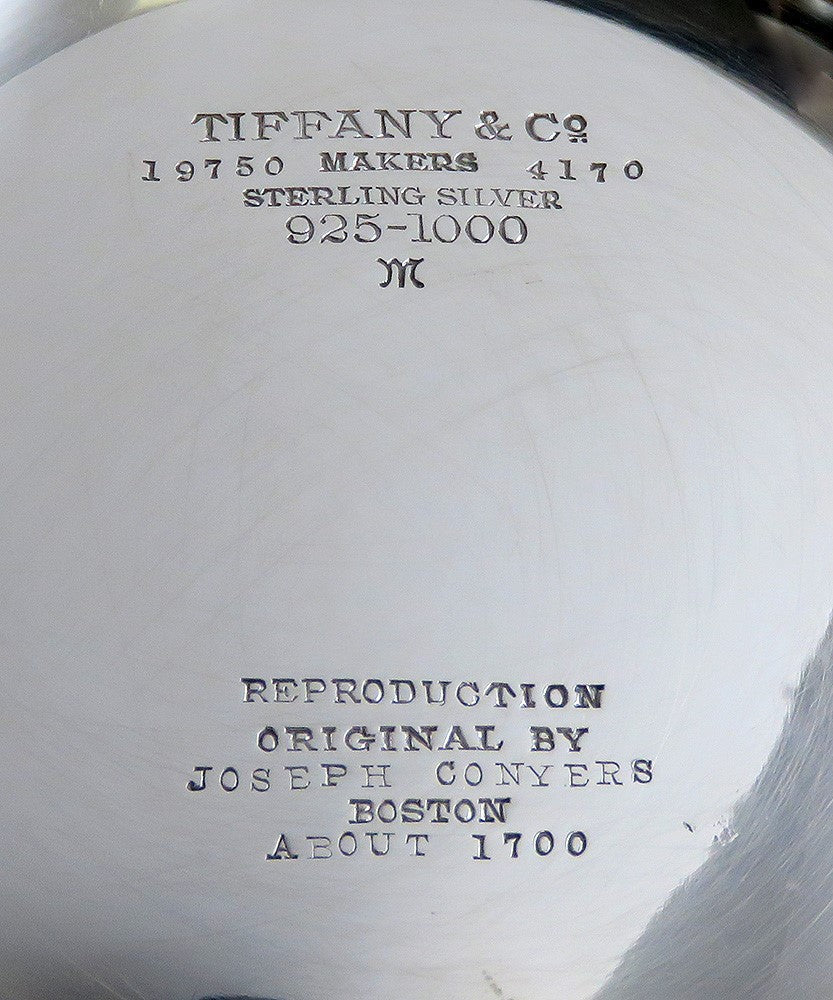 TIFFANY & Co
19750 MAKERS 4170
STERLING SILVER
925-1000
M
REPRODUCTION
ORIGINAL BY
JOSEPH CONYERS
BOSTON
ABOUT 1700